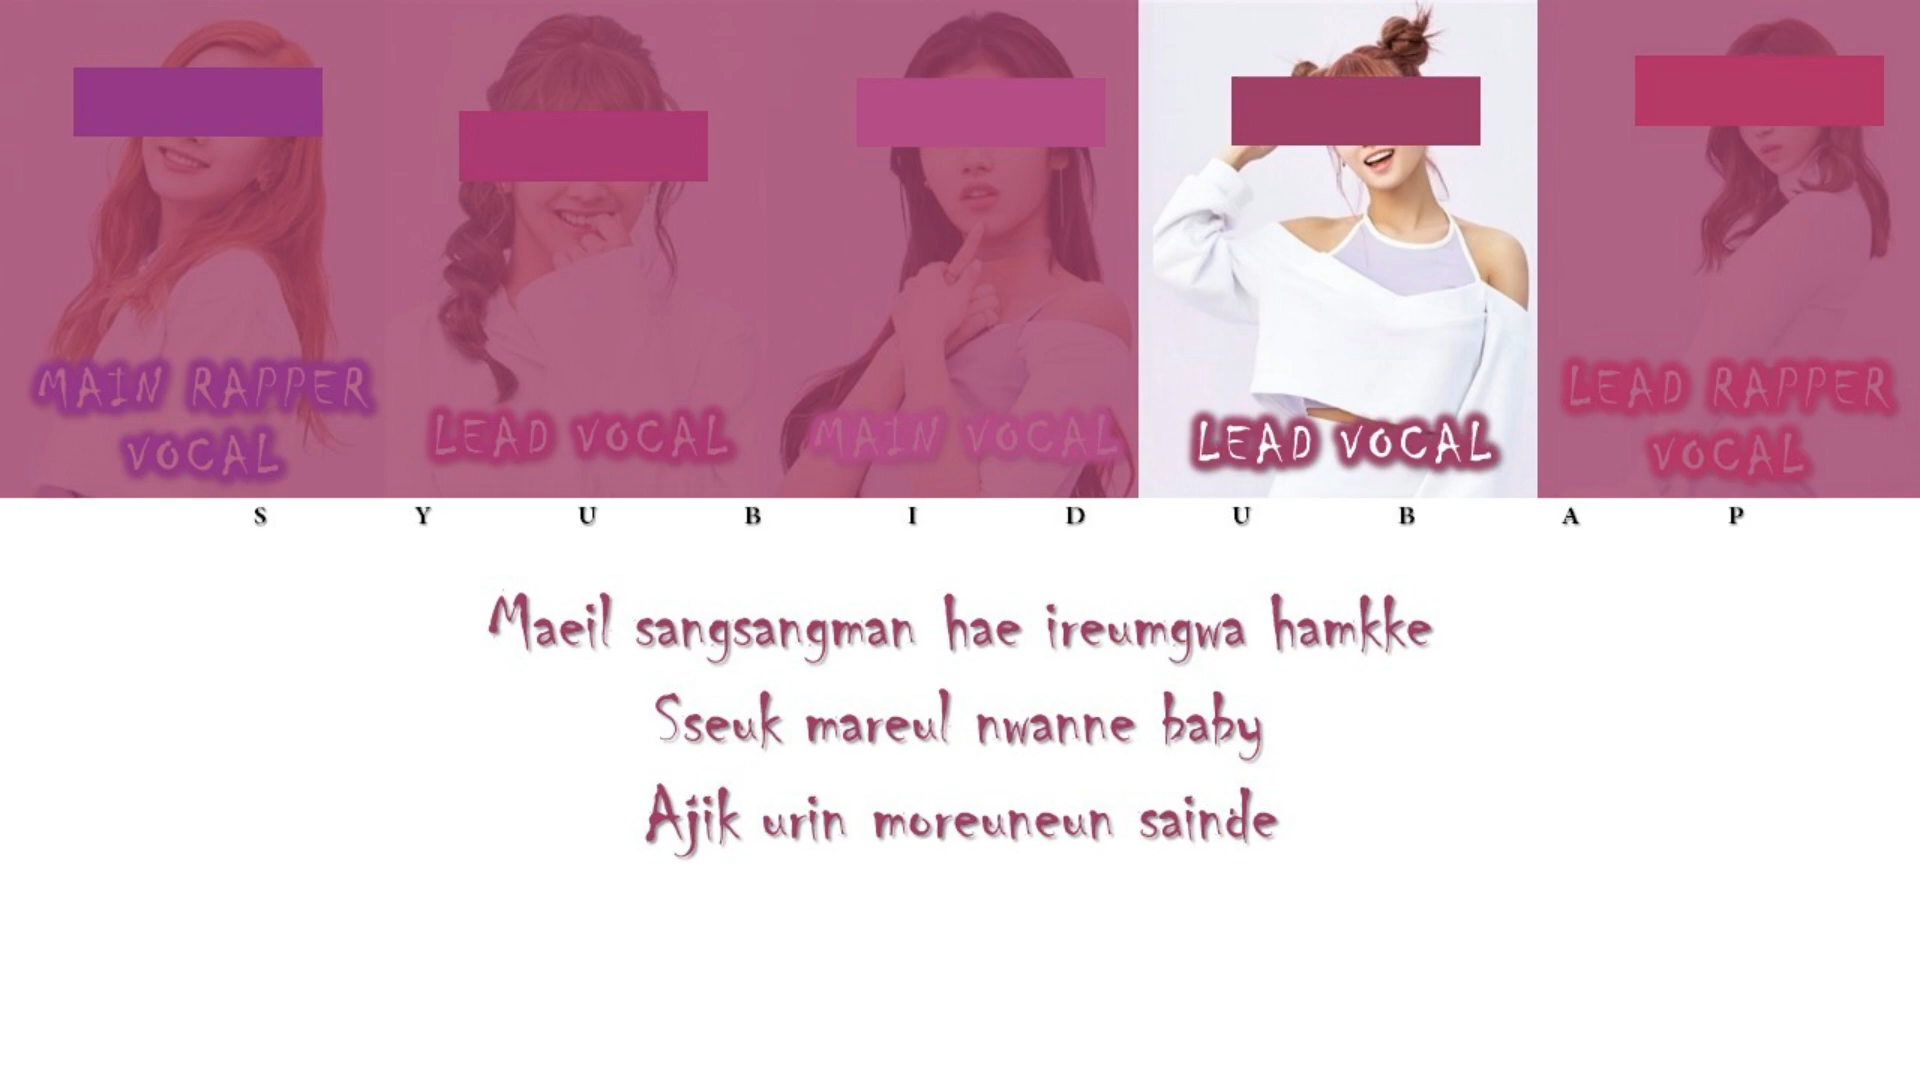 MAIN RAPPER
VOCAL
LEAD VOCAL
MAIN VOCAL
LEAD VOCAL
LEAD RAPPER
VOCAL
S Y U B I D U B A P
Maeil sangsangman hae ireumgwa hamkke
Sseuk mareul nwanne baby
Ajik urin moreuneun sainde